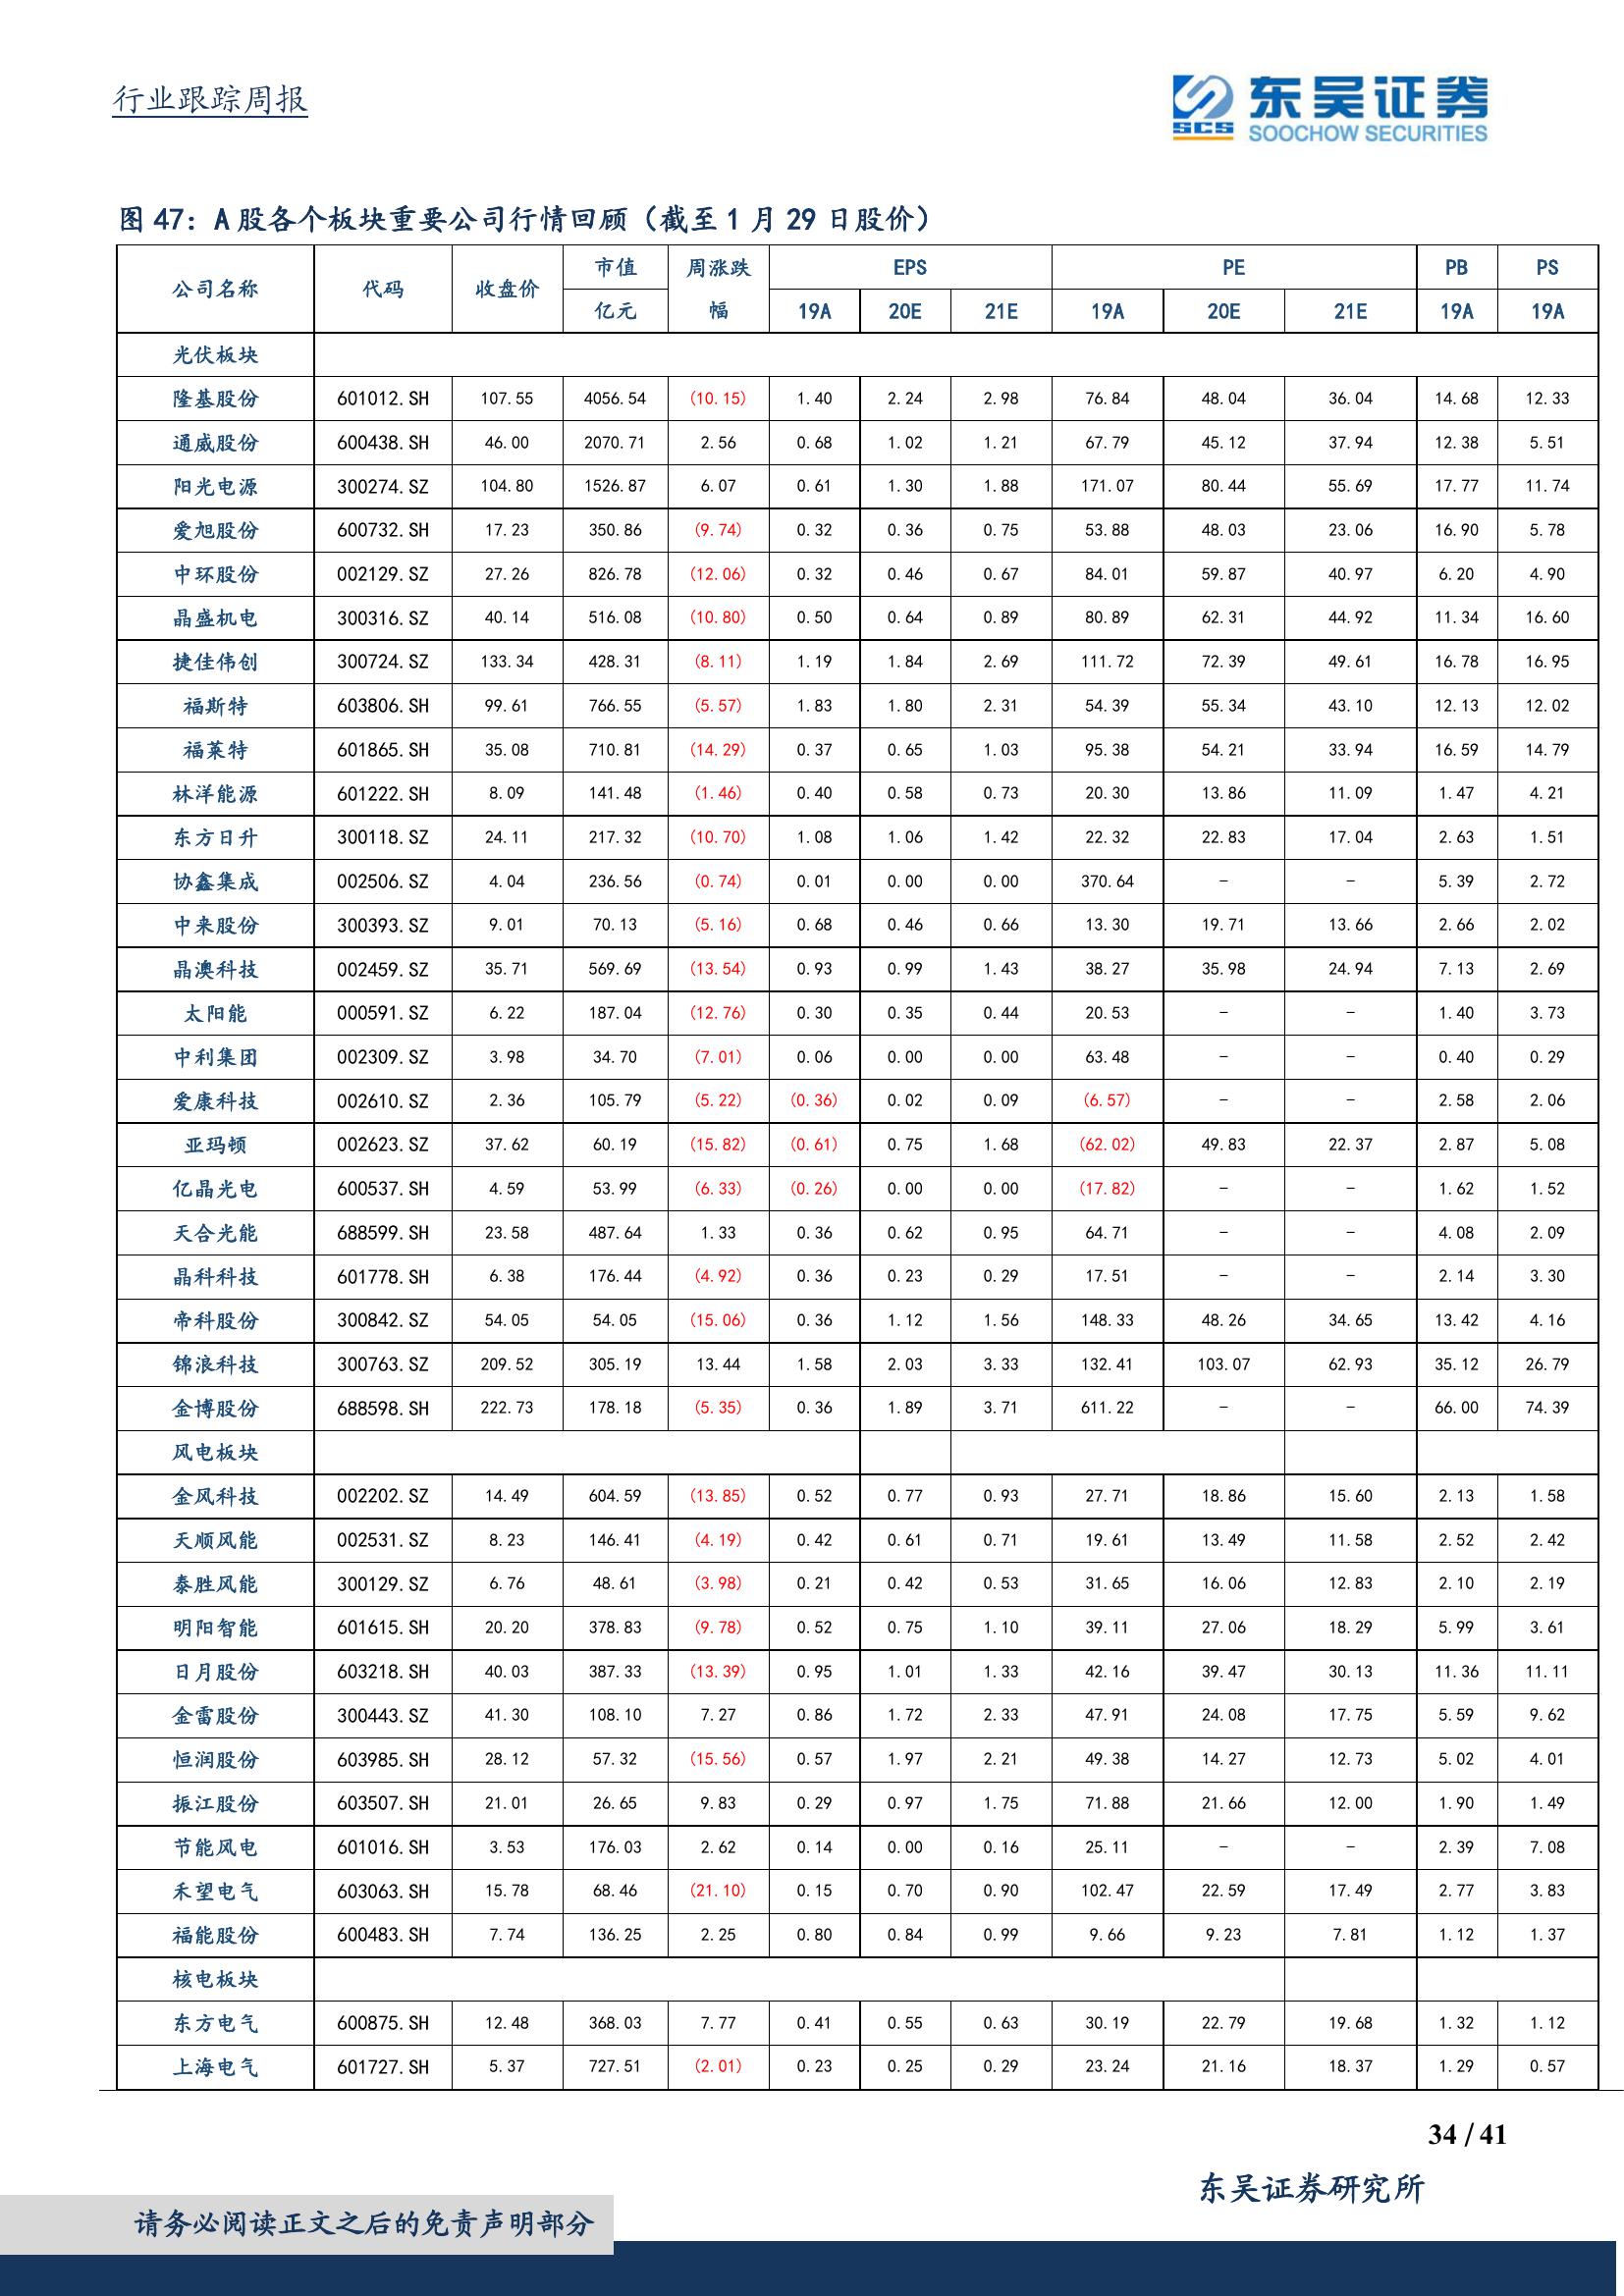 行业跟踪周报
东吴证券
SCS
SOOCHOW SECURITIES
图 47：A 股各个板块重要公司行情回顾（截至 1 月 29 日股价）
公司名称 代码 收盘价 市值 周涨跌 EPS PE PB PS
亿元 幅 19A 20E 21E 19A 20E 21E 19A 19A
光伏板块
隆基股份 601012.SH 107.55 4056.54 (10.15) 1.40 2.24 2.98 76.84 48.04 36.04 14.68 12.33
通威股份 600438.SH 46.00 2070.71 2.56 0.68 1.02 1.21 67.79 45.12 37.94 12.38 5.51
阳光电源 300274.SZ 104.80 1526.87 6.07 0.61 1.30 1.88 171.07 80.44 55.69 17.77 11.74
爱旭股份 600732.SH 17.23 350.86 (9.74) 0.32 0.36 0.75 53.88 48.03 23.06 16.90 5.78
中环股份 002129.SZ 27.26 826.78 (12.06) 0.32 0.46 0.67 84.01 59.87 40.97 6.20 4.90
晶盛机电 300316.SZ 40.14 516.08 (10.80) 0.50 0.64 0.89 80.89 62.31 44.92 11.34 16.60
捷佳伟创 300724.SZ 133.34 428.31 (8.11) 1.19 1.84 2.69 111.72 72.39 49.61 16.78 16.95
福斯特 603806.SH 99.61 766.55 (5.57) 1.83 1.80 2.31 54.39 55.34 43.10 12.13 12.02
福莱特 601865.SH 35.08 710.81 (14.29) 0.37 0.65 1.03 95.38 54.21 33.94 16.59 14.79
林洋能源 601222.SH 8.09 141.48 (1.46) 0.40 0.58 0.73 20.30 13.86 11.09 1.47 4.21
东方日升 300118.SZ 24.11 217.32 (10.70) 1.08 1.06 1.42 22.32 22.83 17.04 2.63 1.51
协鑫集成 002506.SZ 4.04 236.56 (0.74) 0.01 0.00 0.00 370.64 - - 5.39 2.72
中来股份 300393.SZ 9.01 70.13 (5.16) 0.68 0.46 0.66 13.30 19.71 13.66 2.66 2.02
晶澳科技 002459.SZ 35.71 569.69 (13.54) 0.93 0.99 1.43 38.27 35.98 24.94 7.13 2.69
太阳能 000591.SZ 6.22 187.04 (12.76) 0.30 0.35 0.44 20.53 - - 1.40 3.73
中利集团 002309.SZ 3.98 34.70 (7.01) 0.06 0.00 0.00 63.48 - - 0.40 0.29
爱康科技 002610.SZ 2.36 105.79 (5.22) (0.36) 0.02 0.09 (6.57) - - 2.58 2.06
亚玛顿 002623.SZ 37.62 60.19 (15.82) (0.61) 0.75 1.68 (62.02) 49.83 22.37 2.87 5.08
亿晶光电 600537.SH 4.59 53.99 (6.33) (0.26) 0.00 0.00 (17.82) - - 1.62 1.52
天合光能 688599.SH 23.58 487.64 1.33 0.36 0.62 0.95 64.71 - - 4.08 2.09
晶科科技 601778.SH 6.38 176.44 (4.92) 0.36 0.23 0.29 17.51 - - 2.14 3.30
帝科股份 300842.SZ 54.05 54.05 (15.06) 0.36 1.12 1.56 148.33 48.26 34.65 13.42 4.16
锦浪科技 300763.SZ 209.52 305.19 13.44 1.58 2.03 3.33 132.41 103.07 62.93 35.12 26.79
金博股份 688598.SH 222.73 178.18 (5.35) 0.36 1.89 3.71 611.22 - - 66.00 74.39
风电板块
金风科技 002202.SZ 14.49 604.59 (13.85) 0.52 0.77 0.93 27.71 18.86 15.60 2.13 1.58
天顺风能 002531.SZ 8.23 146.41 (4.19) 0.42 0.61 0.71 19.61 13.49 11.58 2.52 2.42
泰胜风能 300129.SZ 6.76 48.61 (3.98) 0.21 0.42 0.53 31.65 16.06 12.83 2.10 2.19
明阳智能 601615.SH 20.20 378.83 (9.78) 0.52 0.75 1.10 39.11 27.06 18.29 5.99 3.61
日月股份 603218.SH 40.03 387.33 (13.39) 0.95 1.01 1.33 42.16 39.47 30.13 11.36 11.11
金雷股份 300443.SZ 41.30 108.10 7.27 0.86 1.72 2.33 47.91 24.08 17.75 5.59 9.62
恒润股份 603985.SH 28.12 57.32 (15.56) 0.57 1.97 2.21 49.38 14.27 12.73 5.02 4.01
振江股份 603507.SH 21.01 26.65 9.83 0.29 0.97 1.75 71.88 21.66 12.00 1.90 1.49
节能风电 601016.SH 3.53 176.03 2.62 0.14 0.00 0.16 25.11 - - 2.39 7.08
禾望电气 603063.SH 15.78 68.46 (21.10) 0.15 0.70 0.90 102.47 22.59 17.49 2.77 3.83
福能股份 600483.SH 7.74 136.25 2.25 0.80 0.84 0.99 9.66 9.23 7.81 1.12 1.37
核电板块
东方电气 600875.SH 12.48 368.03 7.77 0.41 0.55 0.63 30.19 22.79 19.68 1.32 1.12
上海电气 601727.SH 5.37 727.51 (2.01) 0.23 0.25 0.29 23.24 21.16 18.37 1.29 0.57
34 / 41
东吴证券研究所
请务必阅读正文之后的免责声明部分